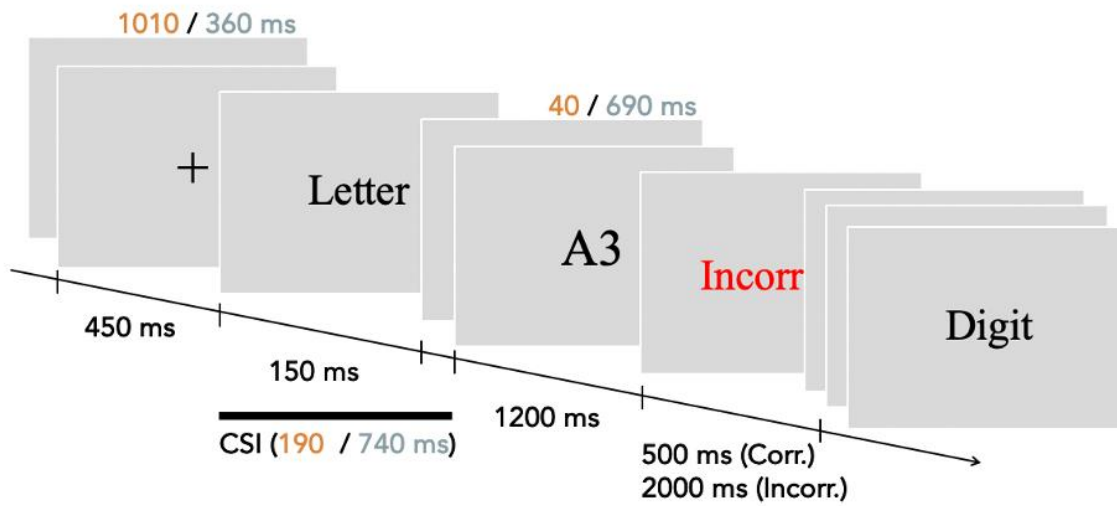 1010 / 360 ms
40 / 690 ms
+
Letter
A3
Incorr
Digit
450 ms
150 ms
1200 ms
CSI (190 / 740 ms)
500 ms (Corr.)
2000 ms (Incorr.)